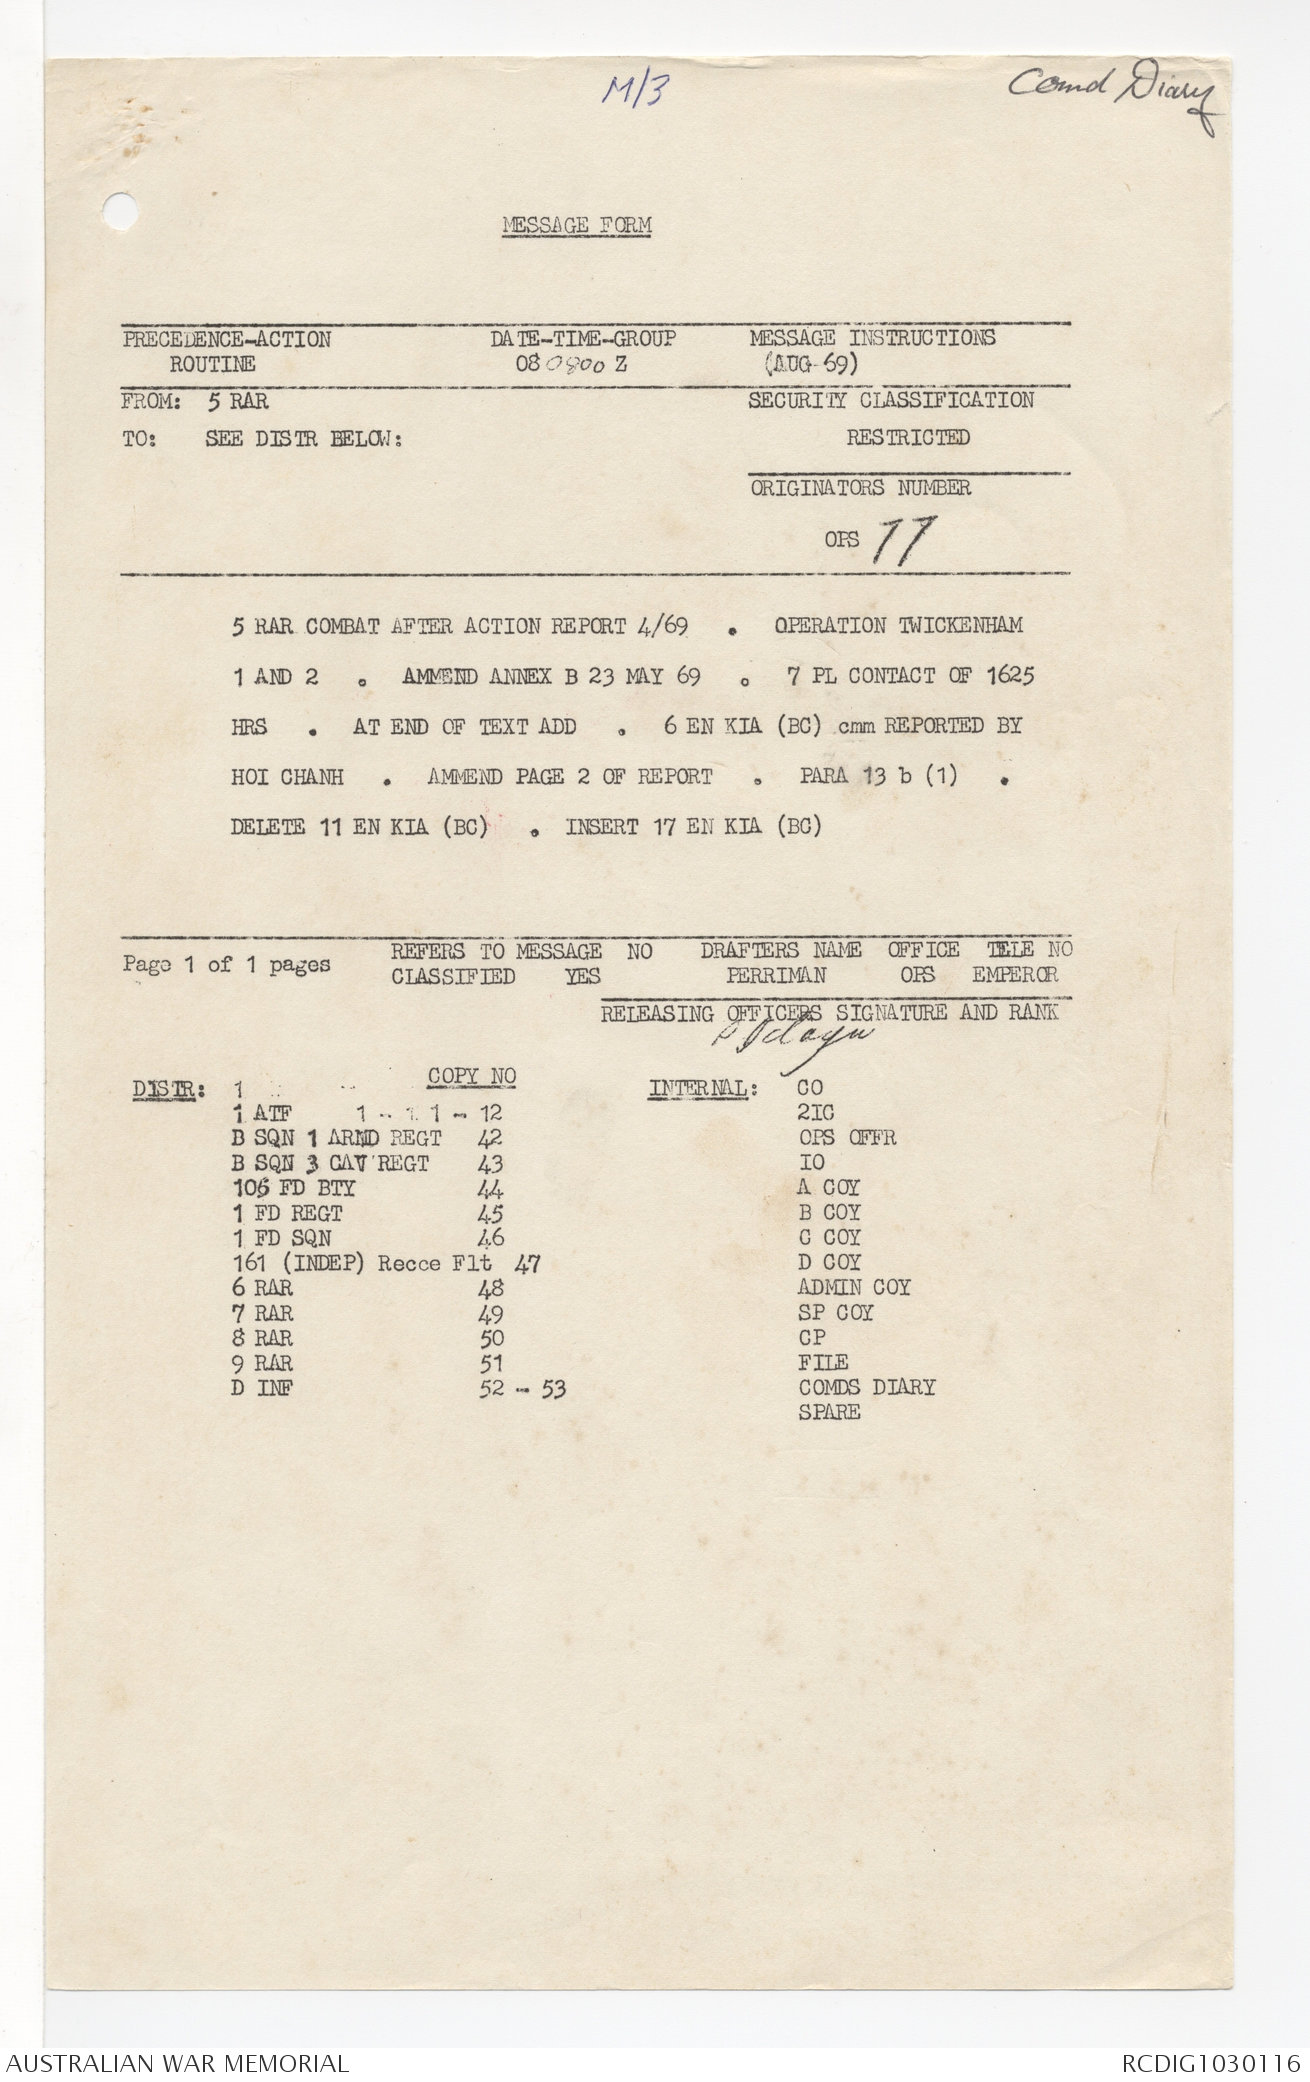 M/3
Comd Diary
MESSAGE FORM
PRECEDENCE-ACTION DATE-TIME-GROUP MESSAGE INSTRUCTIONS
ROUTINE 080800 Z (AUG 69)
FROM: 5 RAR SECURITY CLASSIFICATION
TO: SEE DISTR BELOW: RESTRICTED
ORIGINATORS NUMBER
OPS 77
5 RAR COMBAT AFTER ACTION REPORT 4/69 . OPERATION TWICKENHAM
1 AND 2 . AMMEND ANNEX B 23 MAY 69 . 7 PL CONTACT OF 1625
HRS . AT END OF TEXT ADD . 6 EN KIA (BC) cmm REPORTED BY
HOI CHANH . AMMEND PAGE 2 OF REPORT . PARA 13 b (1) .
DELETE 11 EN KIA (BC) . INSERT 17 EN KIA (BC)
Page 1 of 1 pages REFERS TO MESSAGE NO DRAFTERS NAME OFFICE TELE NO
CLASSIFIED YES PERRIMAN OPS EMPEROR
RELEASING OFFICERS SIGNATURE AND RANK
COPY NO
DISTR: 1 INTERNAL: CO
1 ATF 1 - 1 1 - 12 2IC
B SQN 1 ARMD REGT 42 OPS OFFR
B SQN 3 CAV REGT 43 IO
106 FD BTY 44 A COY
1 FD REGT 45 B COY
1 FD SQN 46 C COY
161 (INDEP) Recce Flt 47 D COY
6 RAR 48 ADMIN COY
7 RAR 49 SP COY
8 RAR 50 CP
9 RAR 51 FILE
D INF 52 - 53 COMDS DIARY
SPARE
AUSTRALIAN WAR MEMORIAL RCDIG1030116